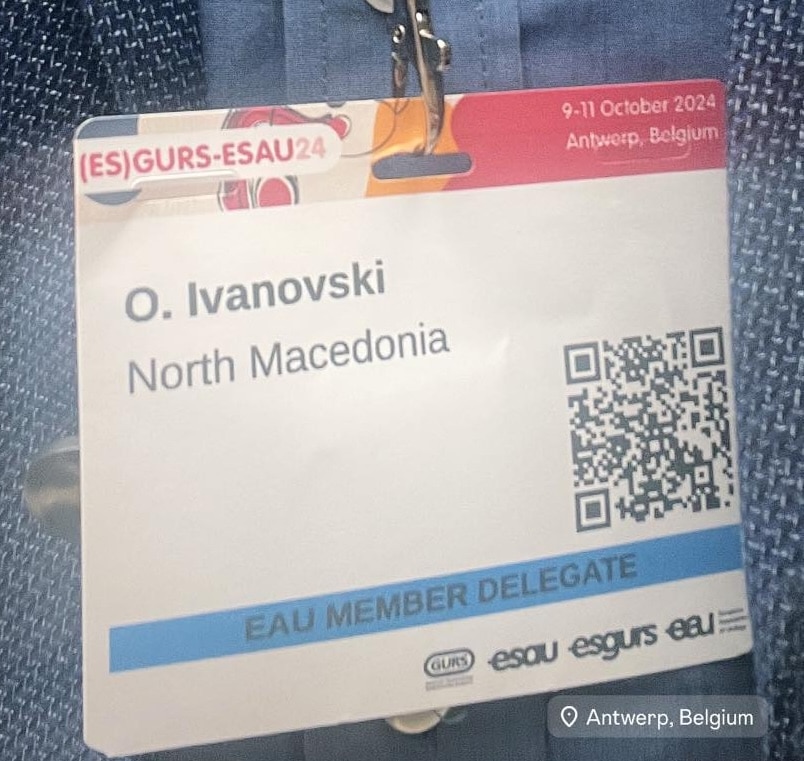 (ES)GURS-ESAU24
9-11 October 2024
Antwerp, Belgium
O. Ivanovski
North Macedonia
EAU MEMBER DELEGATE
GURS esau esgurs eau
Antwerp, Belgium